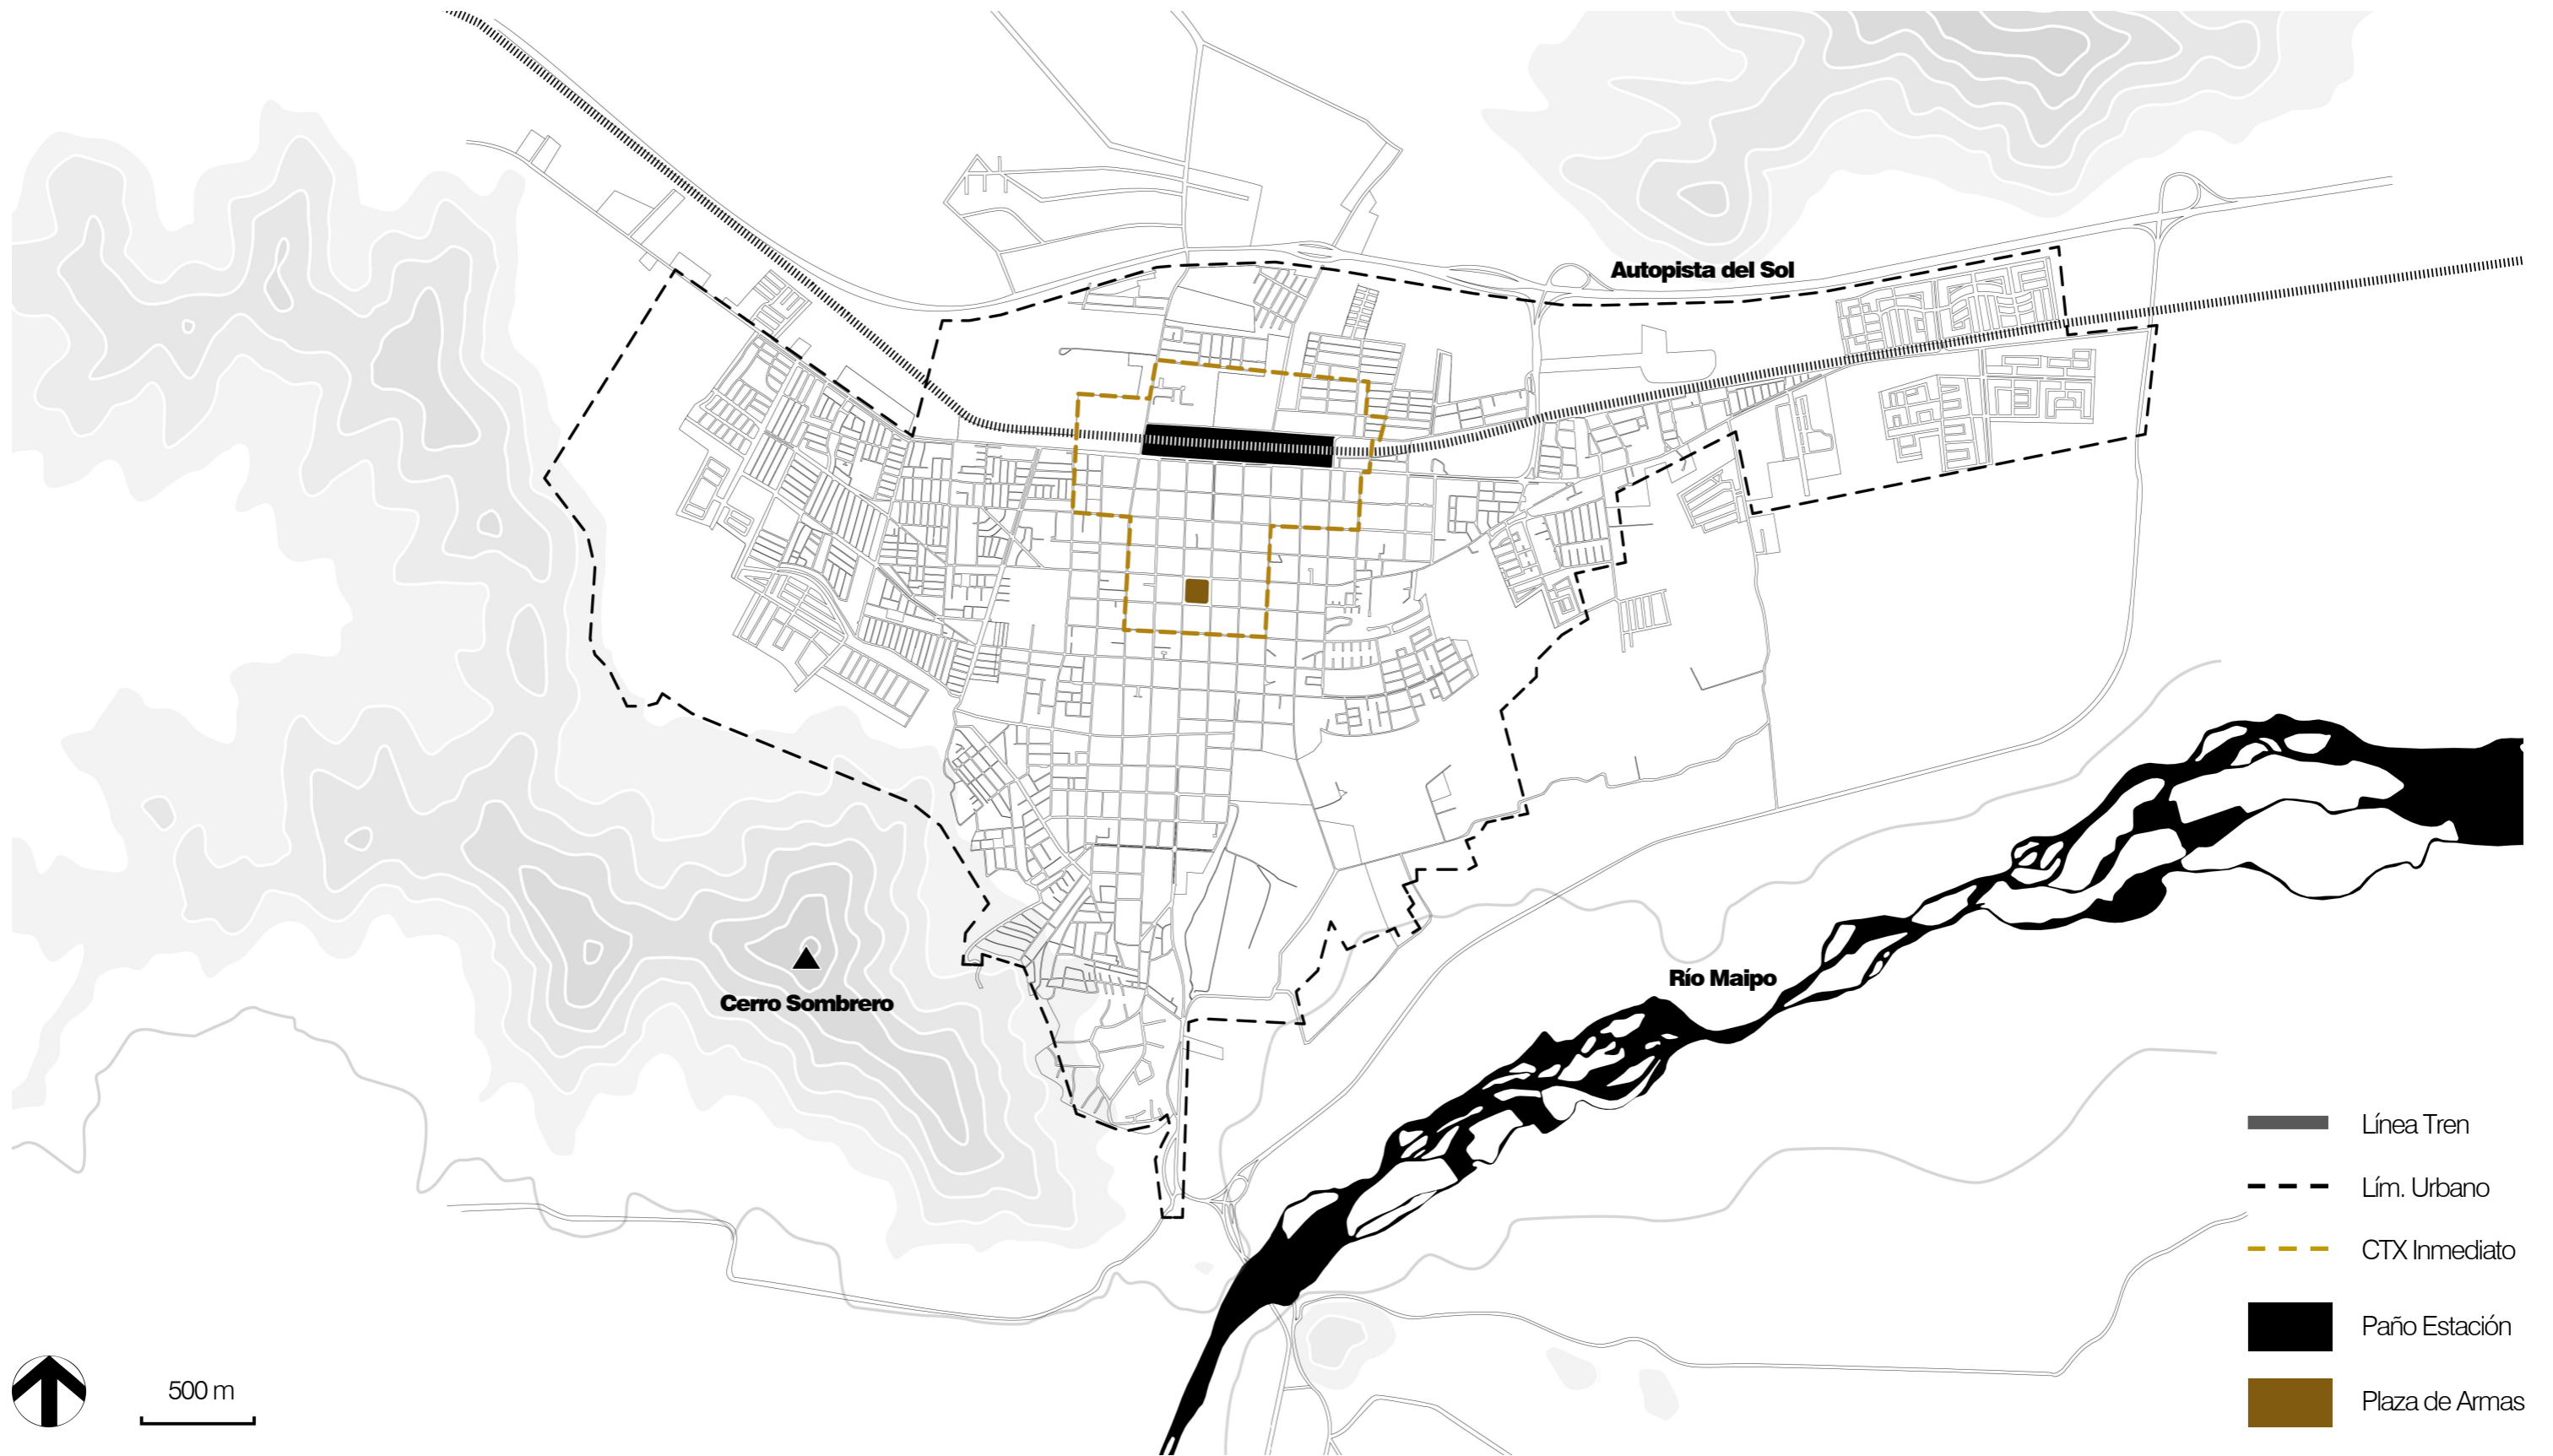 Autopista del Sol
Río Maipo
Cerro Sombrero
Línea Tren
Lím. Urbano
CTX Inmediato
Paño Estación
Plaza de Armas
500 m